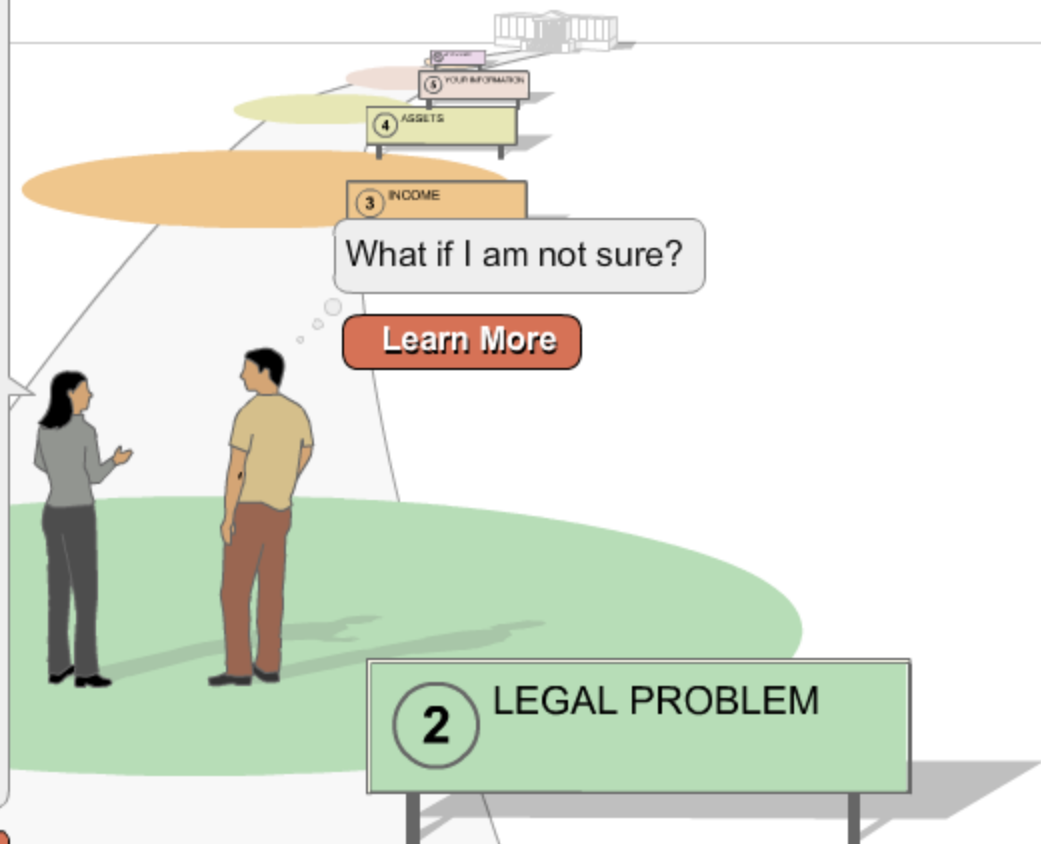 5 YOUR INFORMATION
4 ASSETS
3 INCOME
What if I am not sure?
Learn More
2 LEGAL PROBLEM